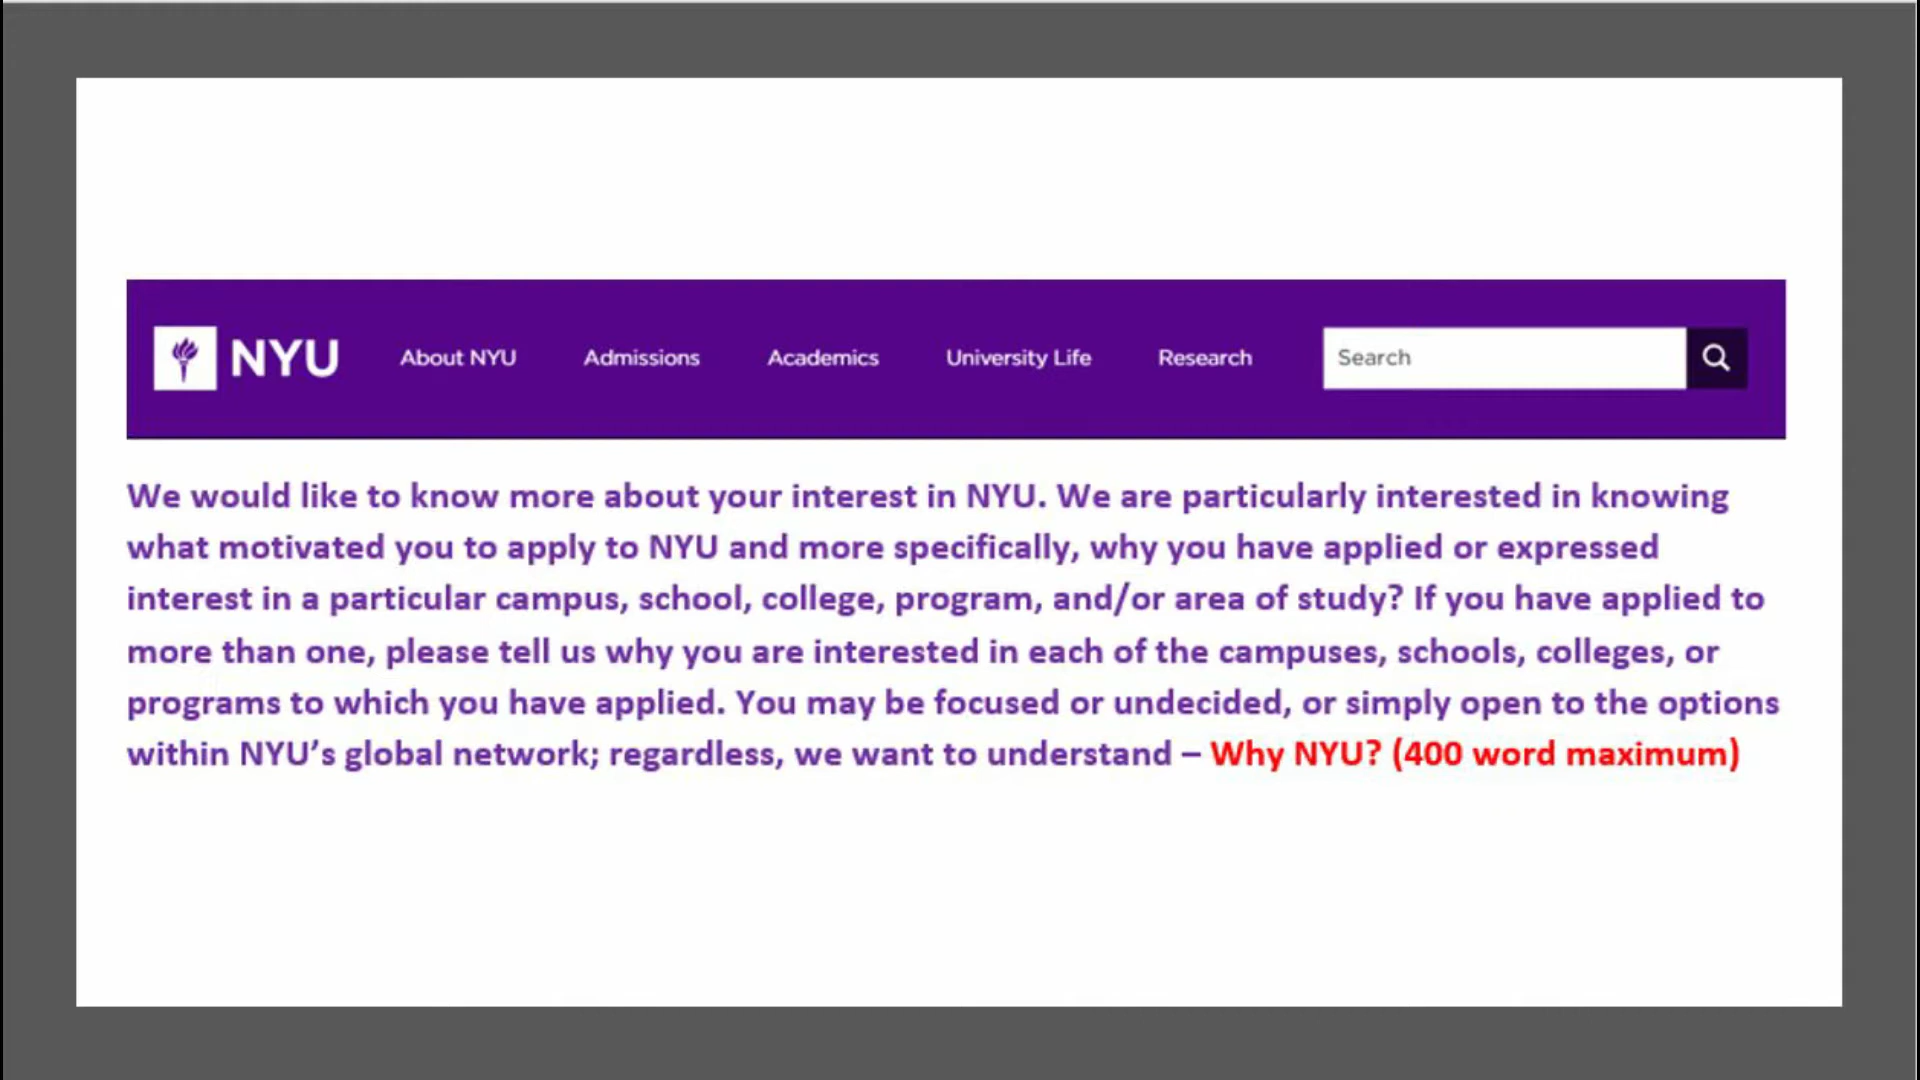 NYU About NYU Admissions Academics University Life Research Search
We would like to know more about your interest in NYU. We are particularly interested in knowing
what motivated you to apply to NYU and more specifically, why you have applied or expressed
interest in a particular campus, school, college, program, and/or area of study? If you have applied to
more than one, please tell us why you are interested in each of the campuses, schools, colleges, or
programs to which you have applied. You may be focused or undecided, or simply open to the options
within NYU’s global network; regardless, we want to understand – Why NYU? (400 word maximum)